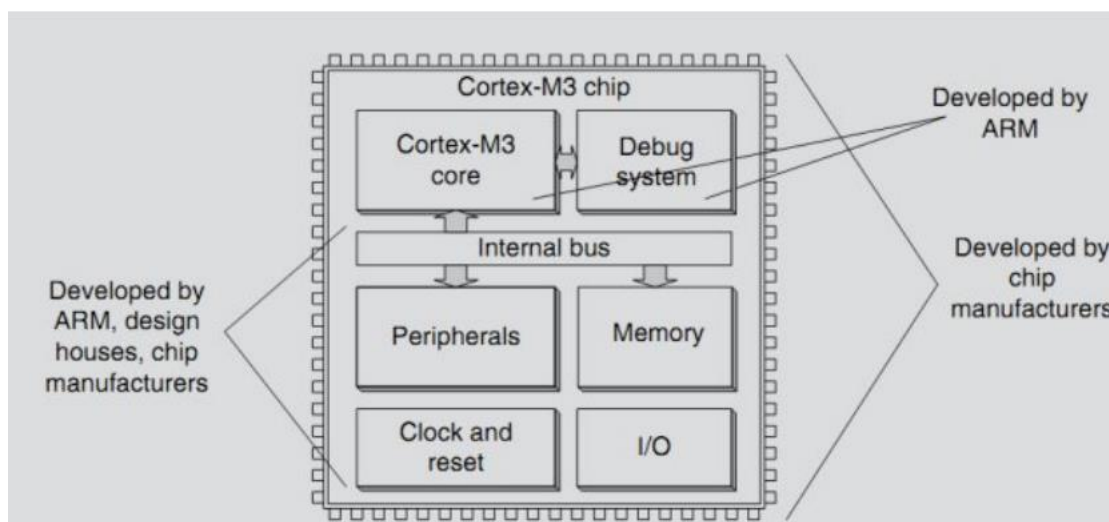 Cortex-M3 chip
Cortex-M3
core
Debug
system
Developed by
ARM
Internal bus
Developed by
ARM, design
houses, chip
manufacturers
Peripherals
Memory
Developed by
chip
manufacturers
Clock and
reset
I/O